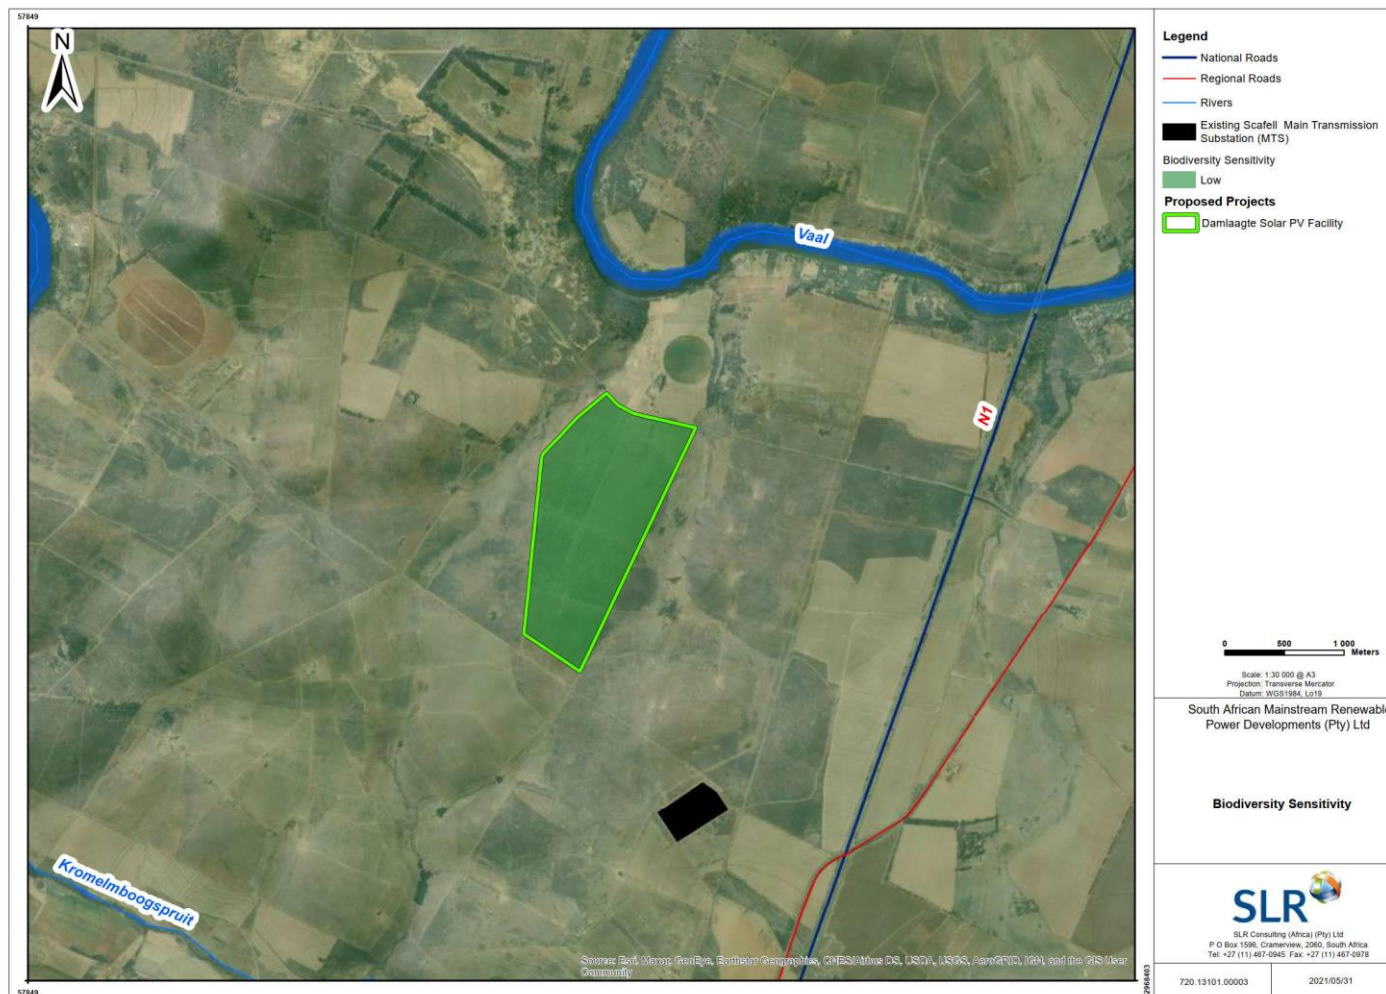 57849
N
Vaal
N1
Kromelmboogspruit
Source: Esri, Maxar, GeoEye, Earthstar Geographics, CNES/Airbus DS, USDA, USGS, AeroGRID, IGN, and the GIS User
Community
57849
2968403
Legend
National Roads
Regional Roads
Rivers
Existing Scafell Main Transmission
Substation (MTS)
Biodiversity Sensitivity
Low
Proposed Projects
Damlaagte Solar PV Facility
0 500 1 000
Meters
Scale: 1:30 000 @ A3
Projection: Transverse Mercator
Datum: WGS1984, Lo19
South African Mainstream Renewable
Power Developments (Pty) Ltd
Biodiversity Sensitivity
SLR
SLR Consulting (Africa) (Pty) Ltd
P O Box 1596, Cramerview, 2060, South Africa
Tel: +27 (11) 467-0945 Fax: +27 (11) 467-0978
720.13101.00003
2021/05/31